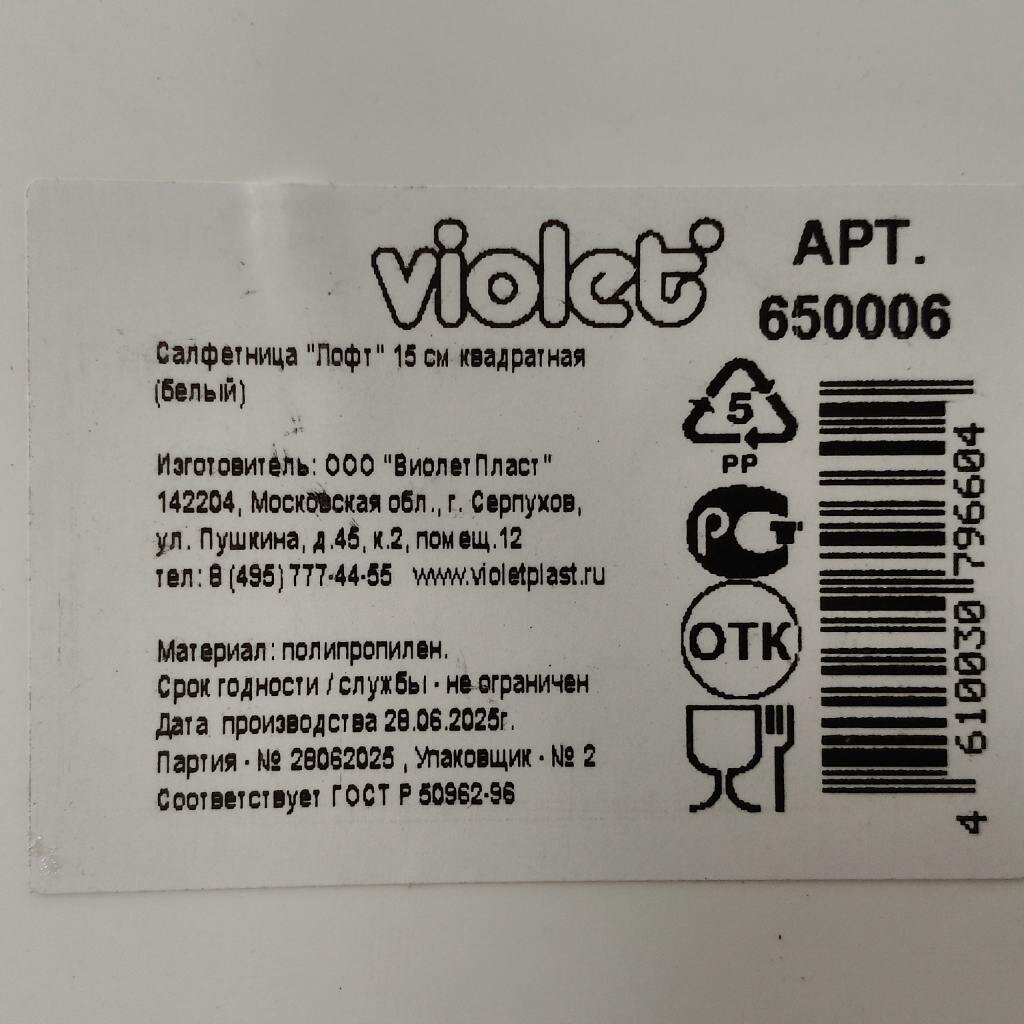 violet
АРТ.
650006
Салфетница "Лофт" 15 см квадратная
(белый)
5
PP
Изготовитель: ООО "ВиолетПласт"
142204, Московская обл., г. Серпухов,
ул. Пушкина, д.45, к.2, помещ.12
тел: 8 (495) 777-44-55 www.violetplast.ru
РСТ
ОТК
Материал: полипропилен.
Срок годности / службы - не ограничен
Дата производства 28.06.2025г.
Партия - № 28062025 , Упаковщик - № 2
Соответствует ГОСТ Р 50962-96
4 610030 796604